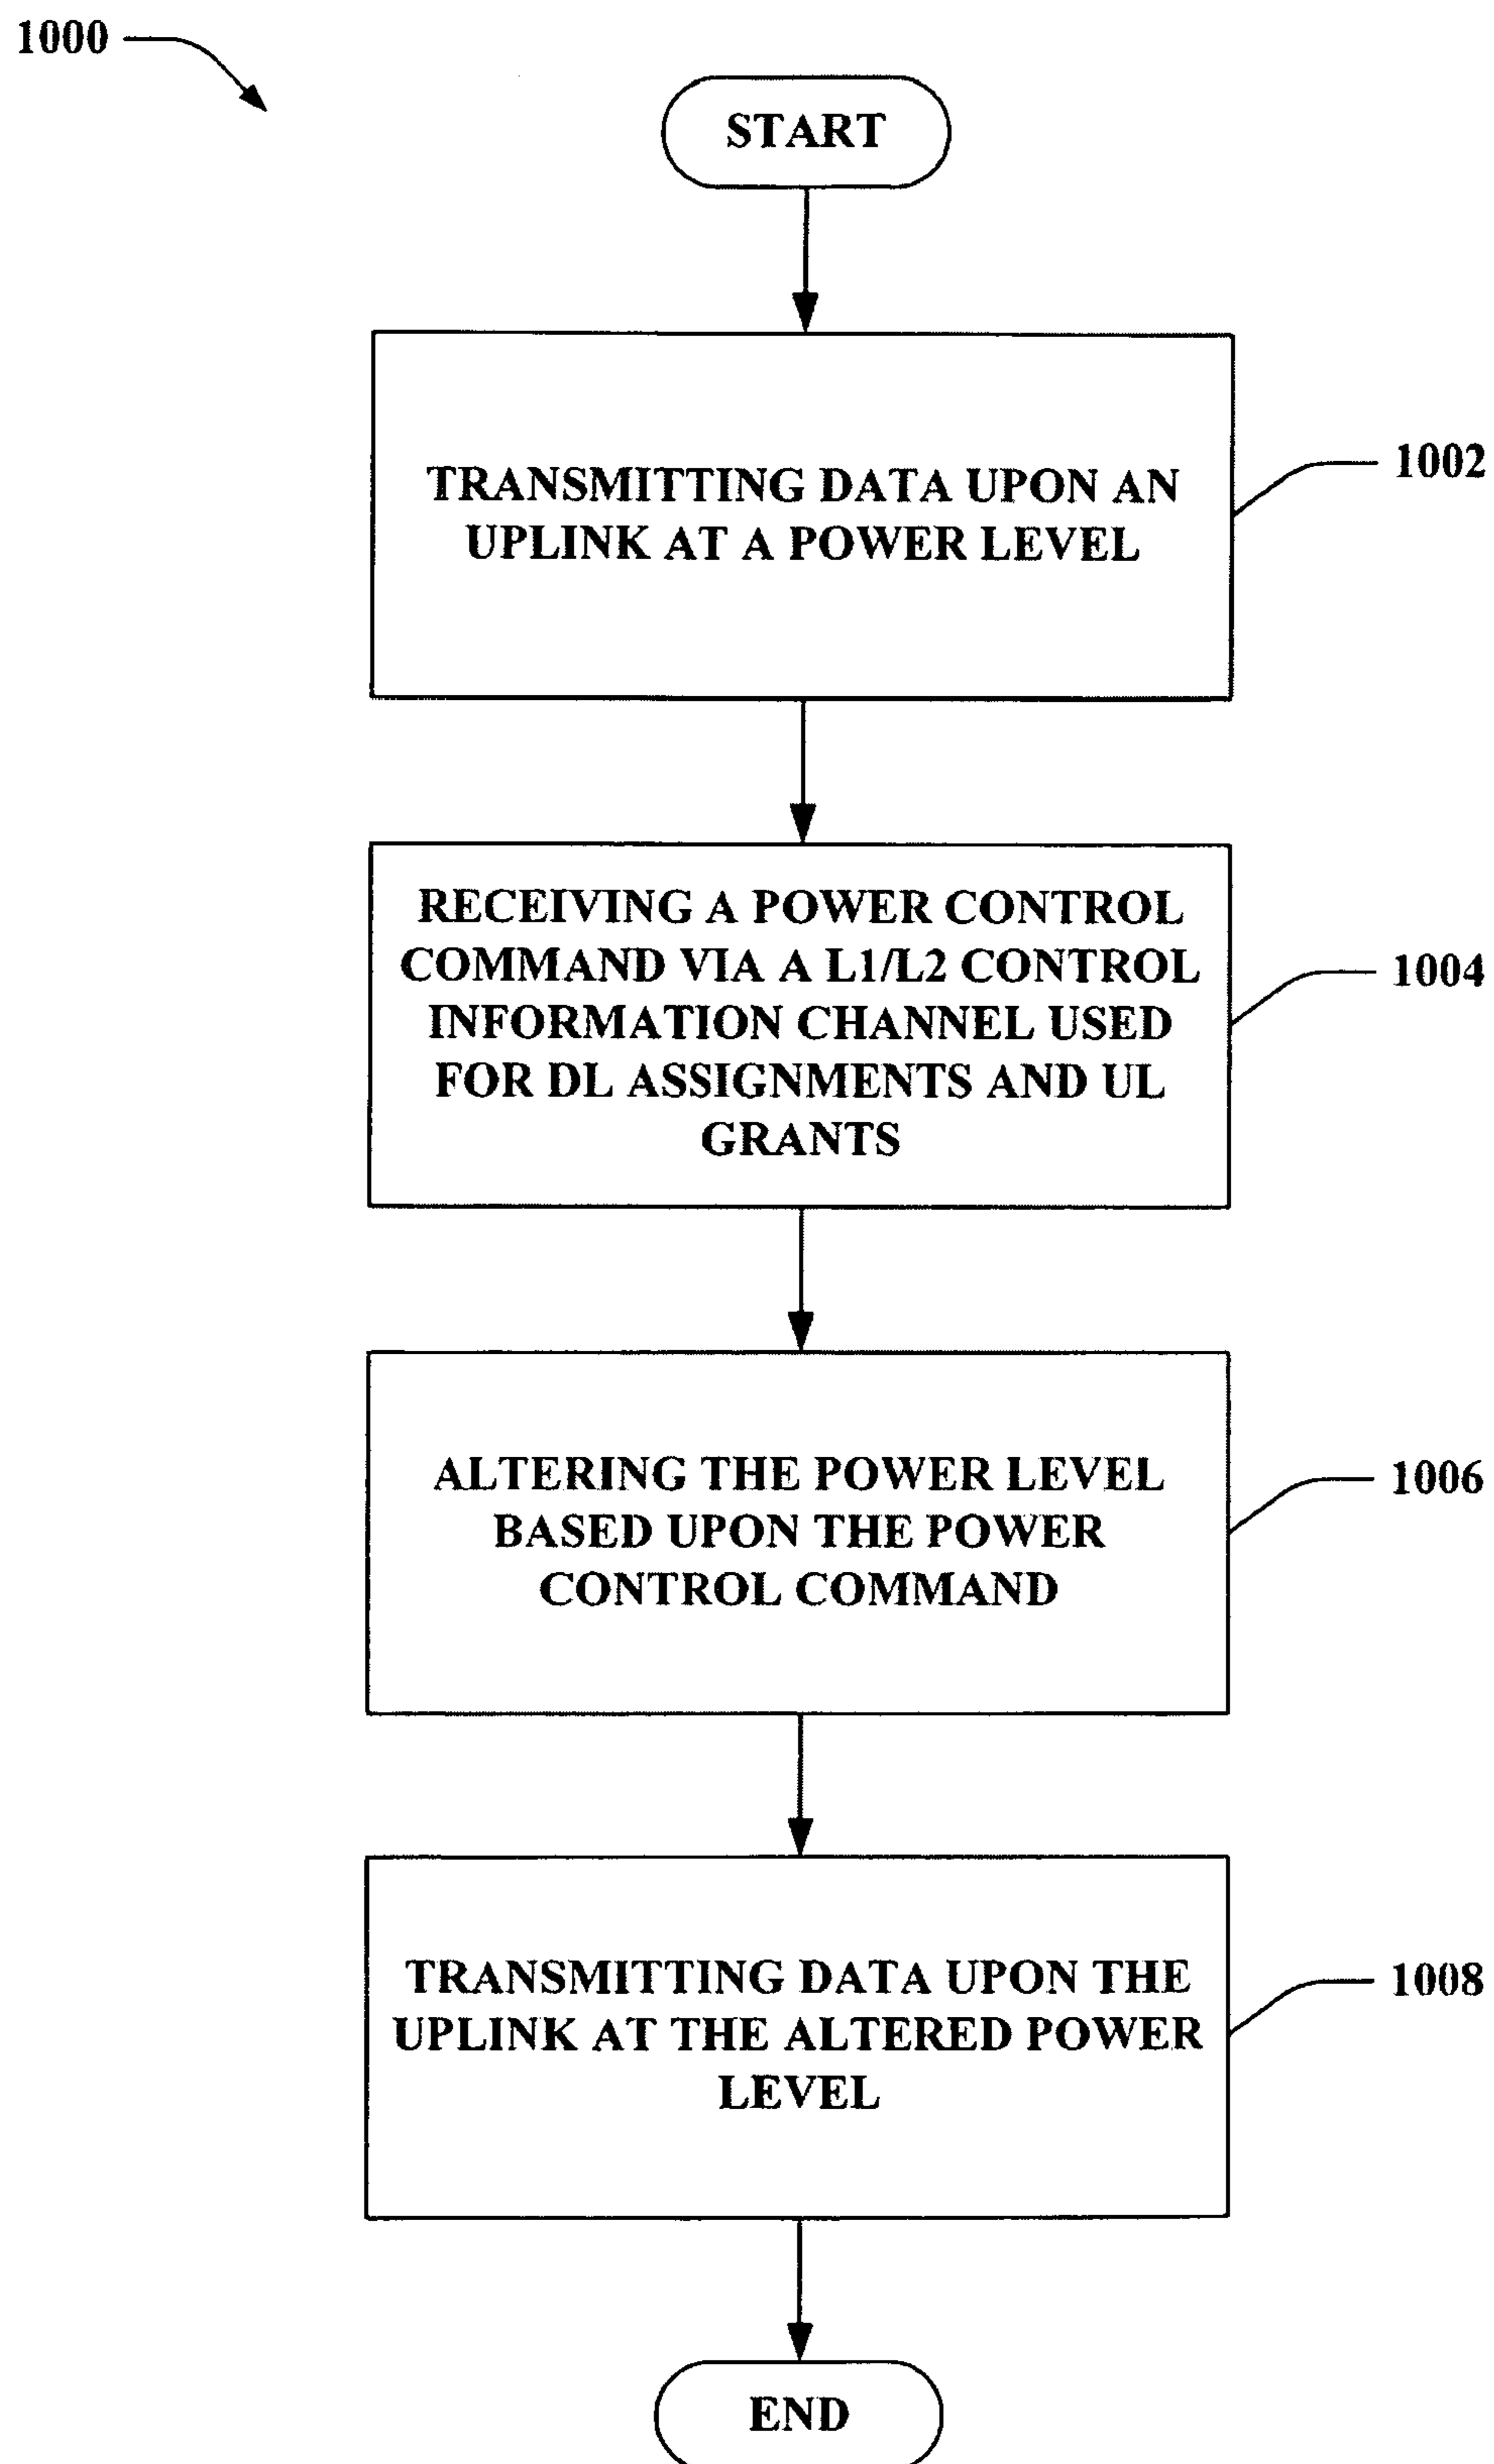 1000
START
TRANSMITTING DATA UPON AN
UPLINK AT A POWER LEVEL
1002
RECEIVING A POWER CONTROL
COMMAND VIA A L1/L2 CONTROL
INFORMATION CHANNEL USED
FOR DL ASSIGNMENTS AND UL
GRANTS
1004
ALTERING THE POWER LEVEL
BASED UPON THE POWER
CONTROL COMMAND
1006
TRANSMITTING DATA UPON THE
UPLINK AT THE ALTERED POWER
LEVEL
1008
END